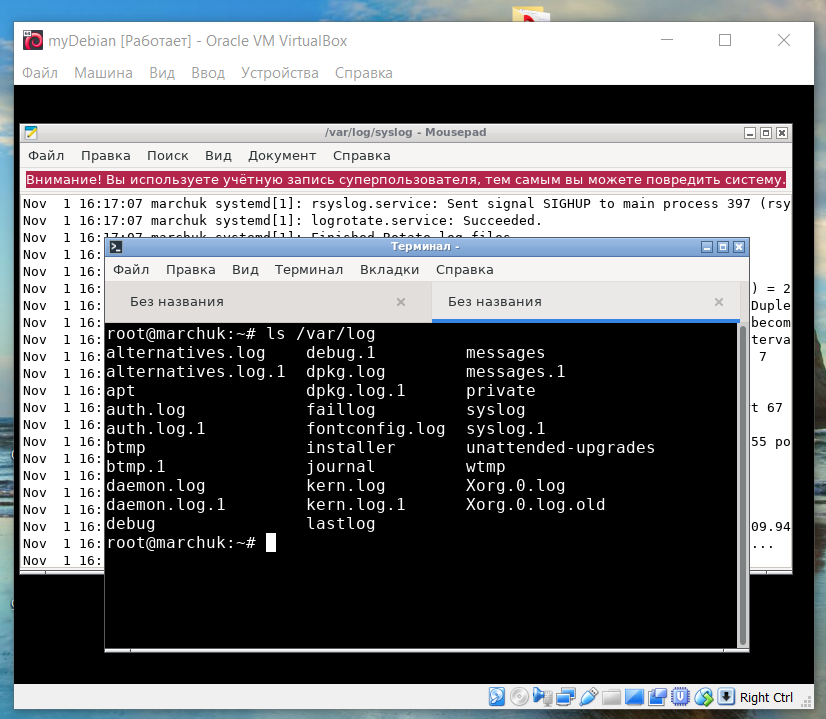 myDebian [Работает] - Oracle VM VirtualBox
Файл Машина Вид Ввод Устройства Справка
/var/log/syslog - Mousepad
Файл Правка Поиск Вид Документ Справка
Внимание! Вы используете учётную запись суперпользователя, тем самым вы можете повредить систему.
Nov  1 16:17:07 marchuk systemd[1]: rsyslog.service: Sent signal SIGHUP to main process 397 (rsy
Nov  1 16:17:07 marchuk systemd[1]: logrotate.service: Succeeded.
Nov  1 16:17:07 marchuk systemd[1]: Finished Rotate log files.
Nov  1 16:
Nov  1 16:
Nov  1 16: ) = 2
Nov  1 16: Duple
Nov  1 16: becom
Nov  1 16: terva
Nov  1 16: 7
Nov  1 16:
Nov  1 16:
Nov  1 16: t 67
Nov  1 16:
Nov  1 16: 55 po
Nov  1 16:
Nov  1 16:
Nov  1 16:
Nov  1 16:
Nov  1 16: 09.94
Nov  1 16: ...
Nov  1 16:
Терминал -
Файл Правка Вид Терминал Вкладки Справка
Без названия Без названия
root@marchuk:~# ls /var/log
alternatives.log    debug.1         messages
alternatives.log.1  dpkg.log        messages.1
apt                 dpkg.log.1      private
auth.log            faillog         syslog
auth.log.1          fontconfig.log  syslog.1
btmp                installer       unattended-upgrades
btmp.1              journal         wtmp
daemon.log          kern.log        Xorg.0.log
daemon.log.1        kern.log.1      Xorg.0.log.old
debug               lastlog
root@marchuk:~#
Right Ctrl